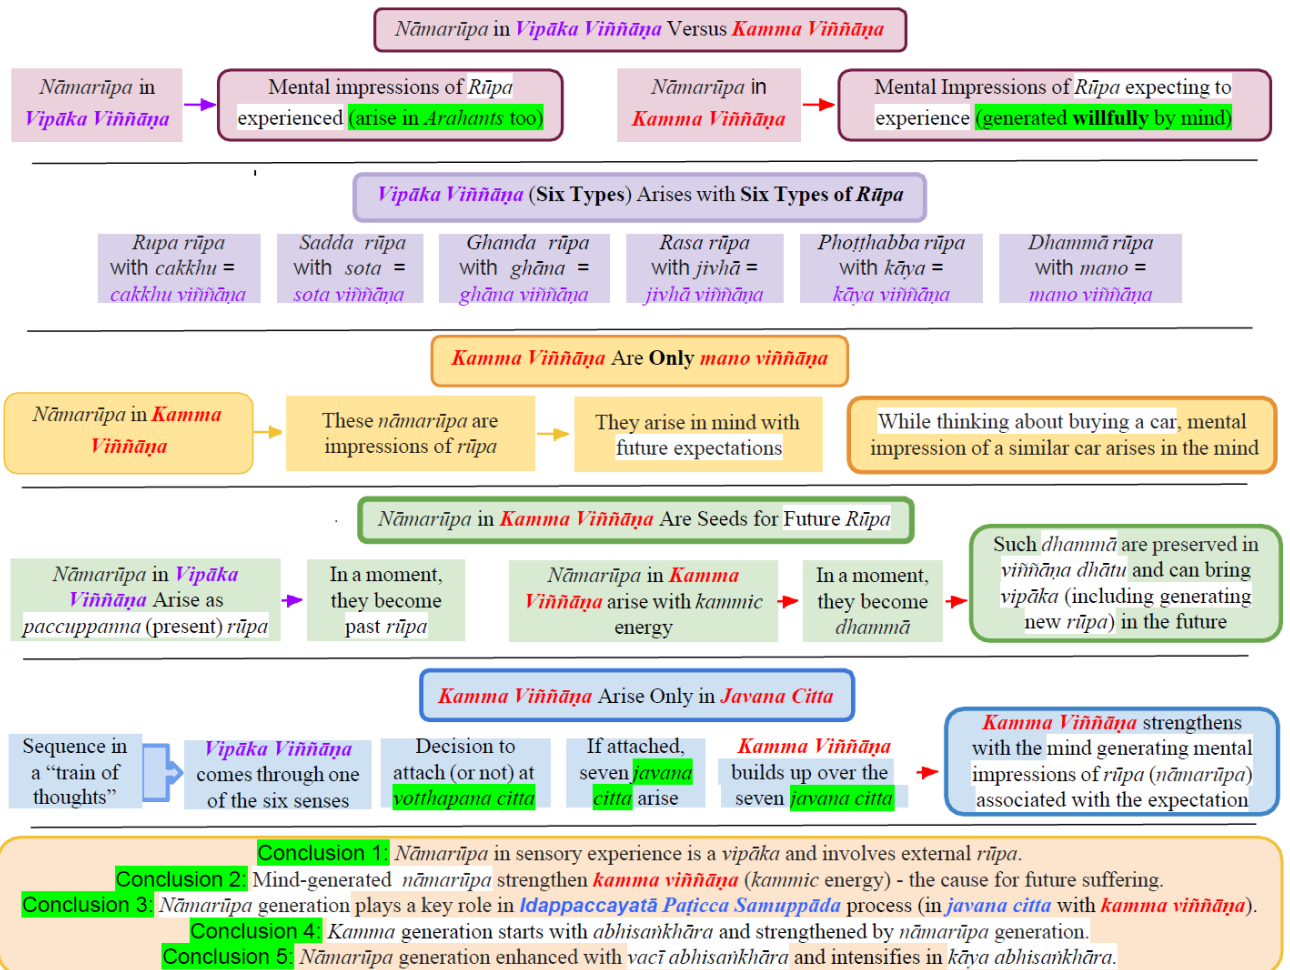 Nāmarūpa in Vipāka Viññāṇa Versus Kamma Viññāṇa
Nāmarūpa in
Vipāka Viññāṇa
Mental impressions of Rūpa
experienced (arise in Arahants too)
Nāmarūpa in
Kamma Viññāṇa
Mental Impressions of Rūpa expecting to
experience (generated willfully by mind)
Vipāka Viññāṇa (Six Types) Arises with Six Types of Rūpa
Rupa rūpa
with cakkhu =
cakkhu viññāṇa
Sadda rūpa
with sota =
sota viññāṇa
Ghanda rūpa
with ghāna =
ghāna viññāṇa
Rasa rūpa
with jivhā =
jivhā viññāṇa
Phoṭṭhabba rūpa
with kāya =
kāya viññāṇa
Dhammā rūpa
with mano =
mano viññāṇa
Kamma Viññāṇa Are Only mano viññāṇa
Nāmarūpa in Kamma
Viññāṇa
These nāmarūpa are
impressions of rūpa
They arise in mind with
future expectations
While thinking about buying a car, mental
impression of a similar car arises in the mind
Nāmarūpa in Kamma Viññāṇa Are Seeds for Future Rūpa
Nāmarūpa in Vipāka
Viññāṇa Arise as
paccuppanna (present) rūpa
In a moment,
they become
past rūpa
Nāmarūpa in Kamma
Viññāṇa arise with kammic
energy
In a moment,
they become
dhammā
Such dhammā are preserved in
viññāṇa dhātu and can bring
vipāka (including generating
new rūpa) in the future
Kamma Viññāṇa Arise Only in Javana Citta
Sequence in
a “train of
thoughts”
Vipāka Viññāṇa
comes through one
of the six senses
Decision to
attach (or not) at
votthapana citta
If attached,
seven javana
citta arise
Kamma Viññāṇa
builds up over the
seven javana citta
Kamma Viññāṇa strengthens
with the mind generating mental
impressions of rūpa (nāmarūpa)
associated with the expectation
Conclusion 1: Nāmarūpa in sensory experience is a vipāka and involves external rūpa.
Conclusion 2: Mind-generated nāmarūpa strengthen kamma viññāṇa (kammic energy) - the cause for future suffering.
Conclusion 3: Nāmarūpa generation plays a key role in Idappaccayatā Paṭicca Samuppāda process (in javana citta with kamma viññāṇa).
Conclusion 4: Kamma generation starts with abhisaṅkhāra and strengthened by nāmarūpa generation.
Conclusion 5: Nāmarūpa generation enhanced with vacī abhisaṅkhāra and intensifies in kāya abhisaṅkhāra.